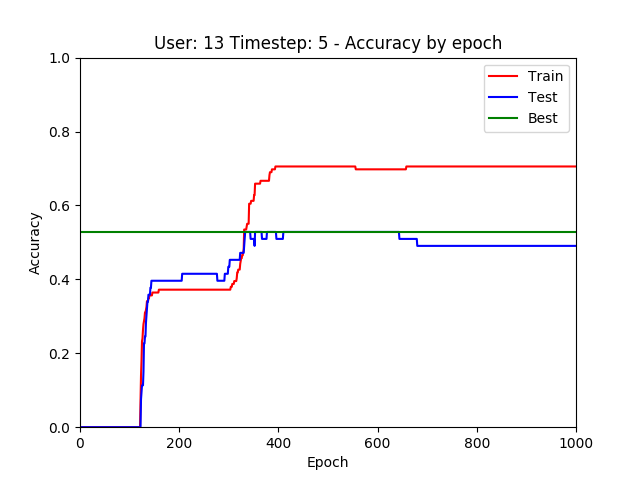 User: 13 Timestep: 5 - Accuracy by epoch
Train
Test
Best
1.0
0.8
0.6
0.4
0.2
0.0
Accuracy
0 200 400 600 800 1000
Epoch